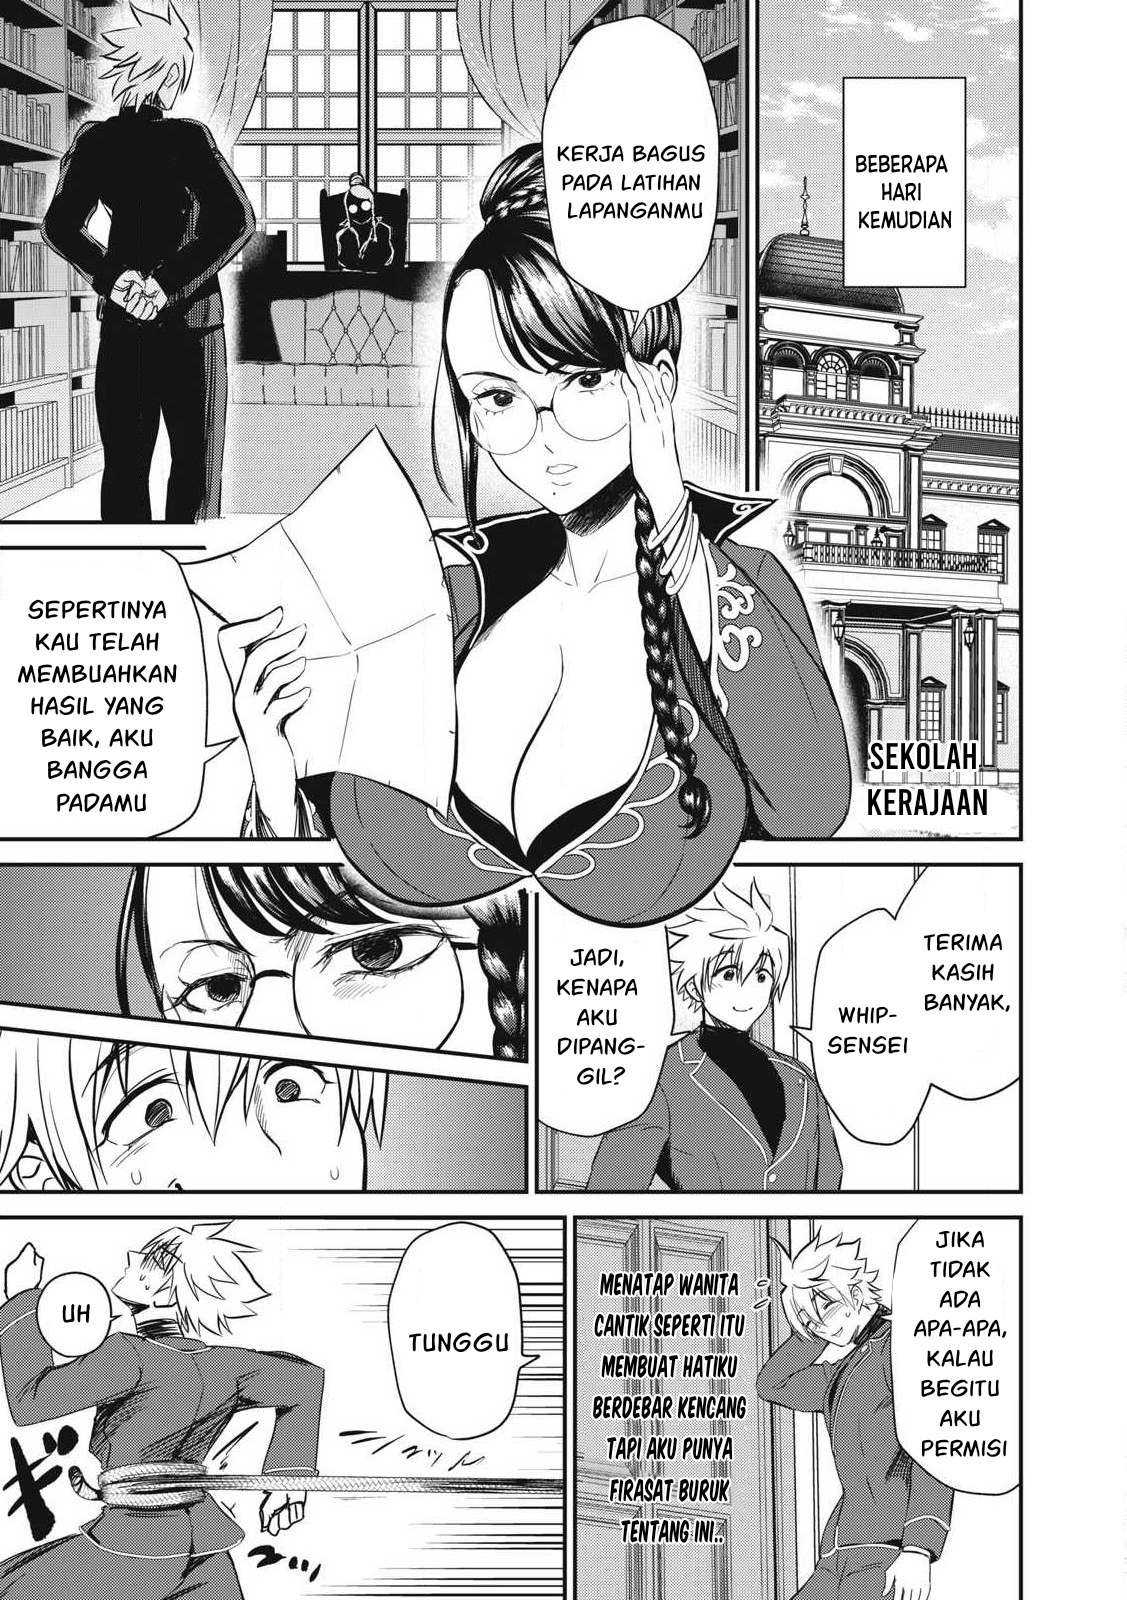 BEBERAPA
HARI
KEMUDIAN
SEKOLAH
KERAJAAN
KERJA BAGUS
PADA LATIHAN
LAPANGANMU
SEPERTINYA
KAU TELAH
MEMBUAHKAN
HASIL YANG
BAIK, AKU
BANGGA
PADAMU
TERIMA
KASIH
BANYAK,
WHIP-
SENSEI
JADI,
KENAPA
AKU
DIPANG-
GIL?
JIKA
TIDAK
ADA
APA-APA,
KALAU
BEGITU
AKU
PERMISI
MENATAP WANITA
CANTIK SEPERTI ITU
MEMBUAT HATIKU
BERDEBAR KENCANG
TAPI AKU PUNYA
FIRASAT BURUK
TENTANG INI..
TUNGGU
UH
ギシッ